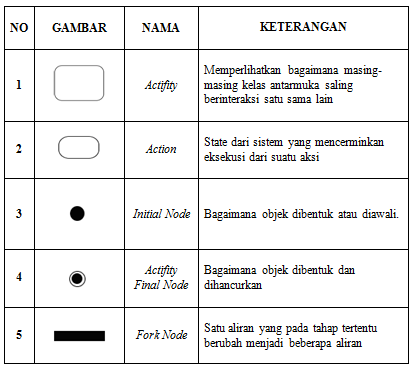 NO GAMBAR NAMA KETERANGAN
1 Actifity Memperlihatkan bagaimana masing-
masing kelas antarmuka saling
berinteraksi satu sama lain
2 Action State dari sistem yang mencerminkan
eksekusi dari suatu aksi
3 Initial Node Bagaimana objek dibentuk atau diawali.
4 Actifity
Final Node
Bagaimana objek dibentuk dan
dihancurkan
5 Fork Node Satu aliran yang pada tahap tertentu
berubah menjadi beberapa aliran